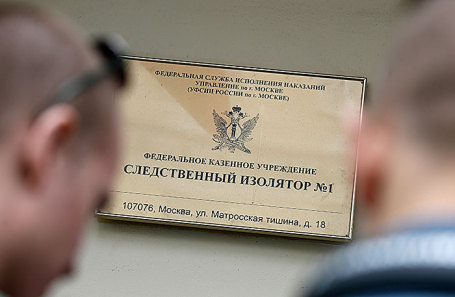 ФЕДЕРАЛЬНАЯ СЛУЖБА ИСПОЛНЕНИЯ НАКАЗАНИЙ
УПРАВЛЕНИЕ по г. МОСКВЕ
(УФСИН РОССИИ по г. МОСКВЕ)
ФЕДЕРАЛЬНОЕ КАЗЕННОЕ УЧРЕЖДЕНИЕ
СЛЕДСТВЕННЫЙ ИЗОЛЯТОР №1
107076, Москва, ул. Матросская тишина, д. 18